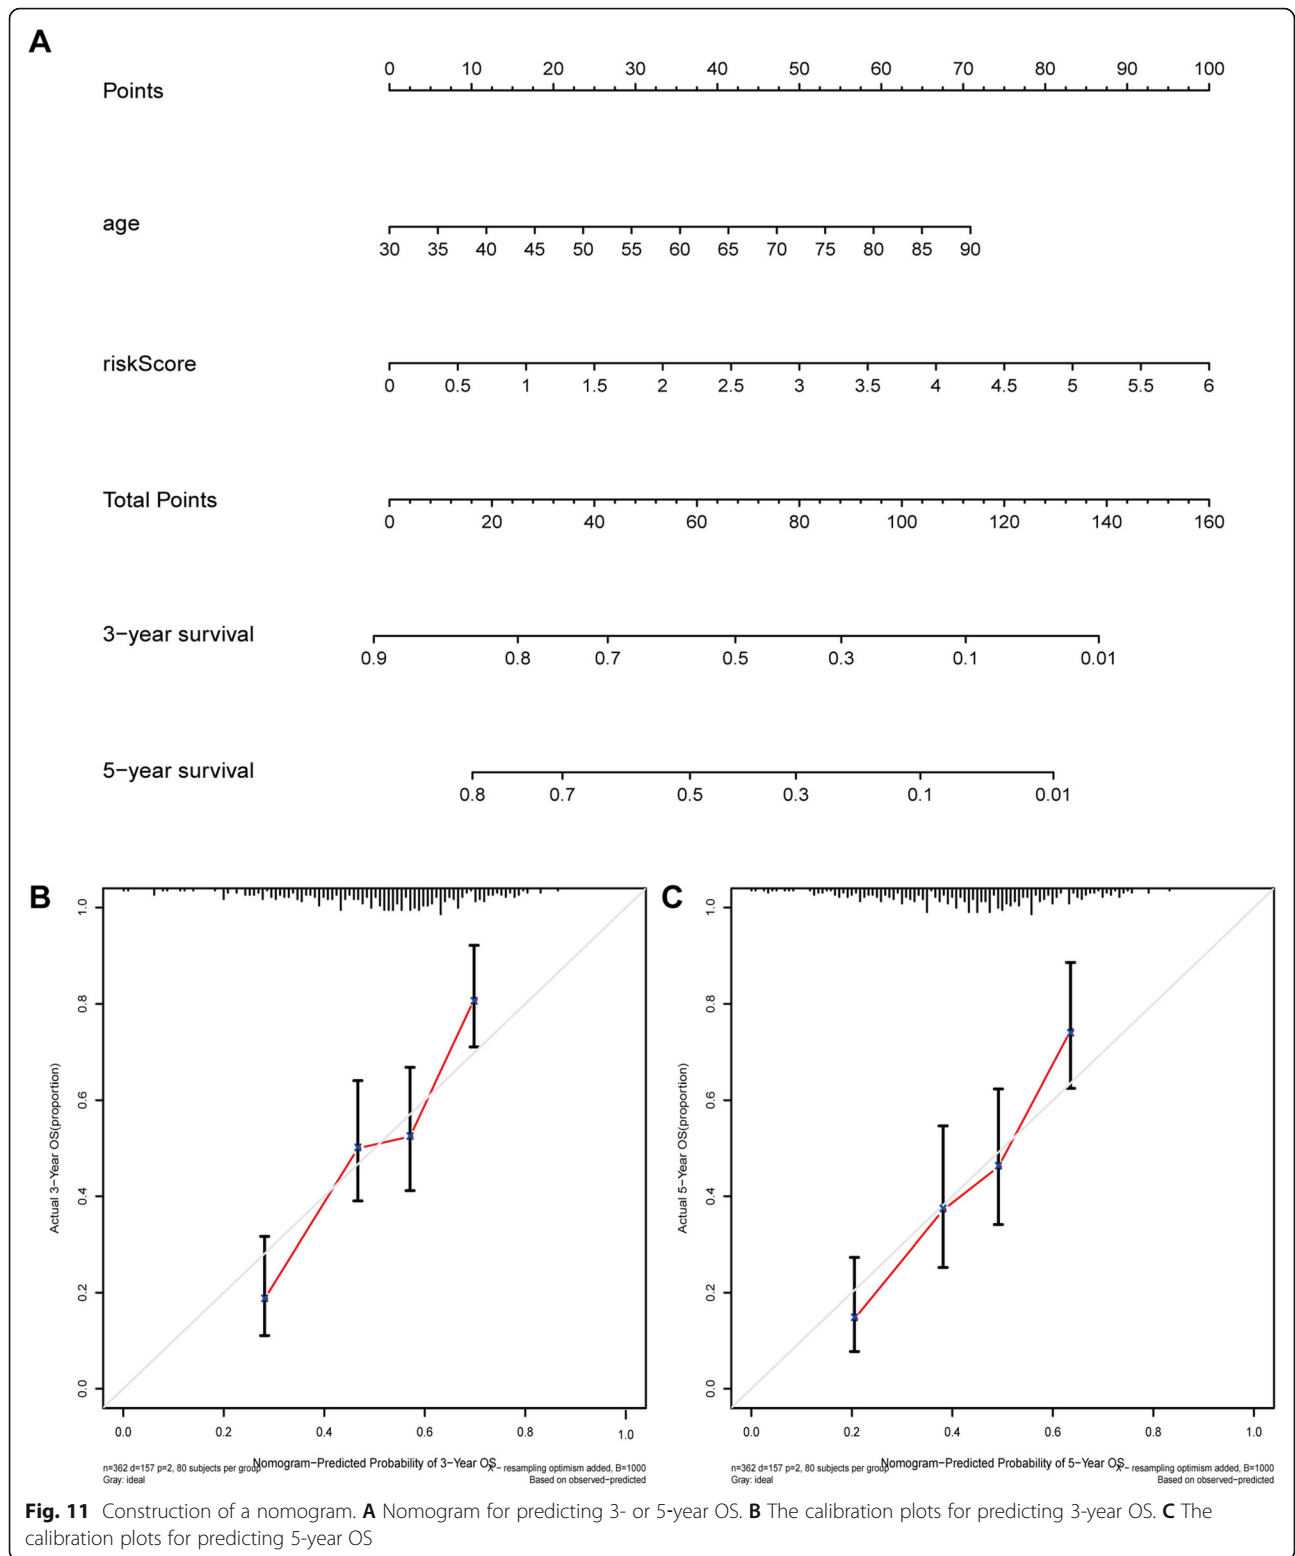 A
Points
0 10 20 30 40 50 60 70 80 90 100
age
30 35 40 45 50 55 60 65 70 75 80 85 90
riskScore
0 0.5 1 1.5 2 2.5 3 3.5 4 4.5 5 5.5 6
Total Points
0 20 40 60 80 100 120 140 160
3−year survival
0.9 0.8 0.7 0.5 0.3 0.1 0.01
5−year survival
0.8 0.7 0.5 0.3 0.1 0.01
B
Actual 3−Year OS(proportion)
1.0
0.8
0.6
0.4
0.2
0.0
0.0 0.2 0.4 0.6 0.8 1.0
Nomogram−Predicted Probability of 3−Year OS
n=362 d=157 p=2, 80 subjects per group
Gray: ideal
X − resampling optimism added, B=1000
Based on observed−predicted
C
Actual 5−Year OS(proportion)
1.0
0.8
0.6
0.4
0.2
0.0
0.0 0.2 0.4 0.6 0.8 1.0
Nomogram−Predicted Probability of 5−Year OS
n=362 d=157 p=2, 80 subjects per group
Gray: ideal
X − resampling optimism added, B=1000
Based on observed−predicted
Fig. 11 Construction of a nomogram. A Nomogram for predicting 3- or 5-year OS. B The calibration plots for predicting 3-year OS. C The
calibration plots for predicting 5-year OS